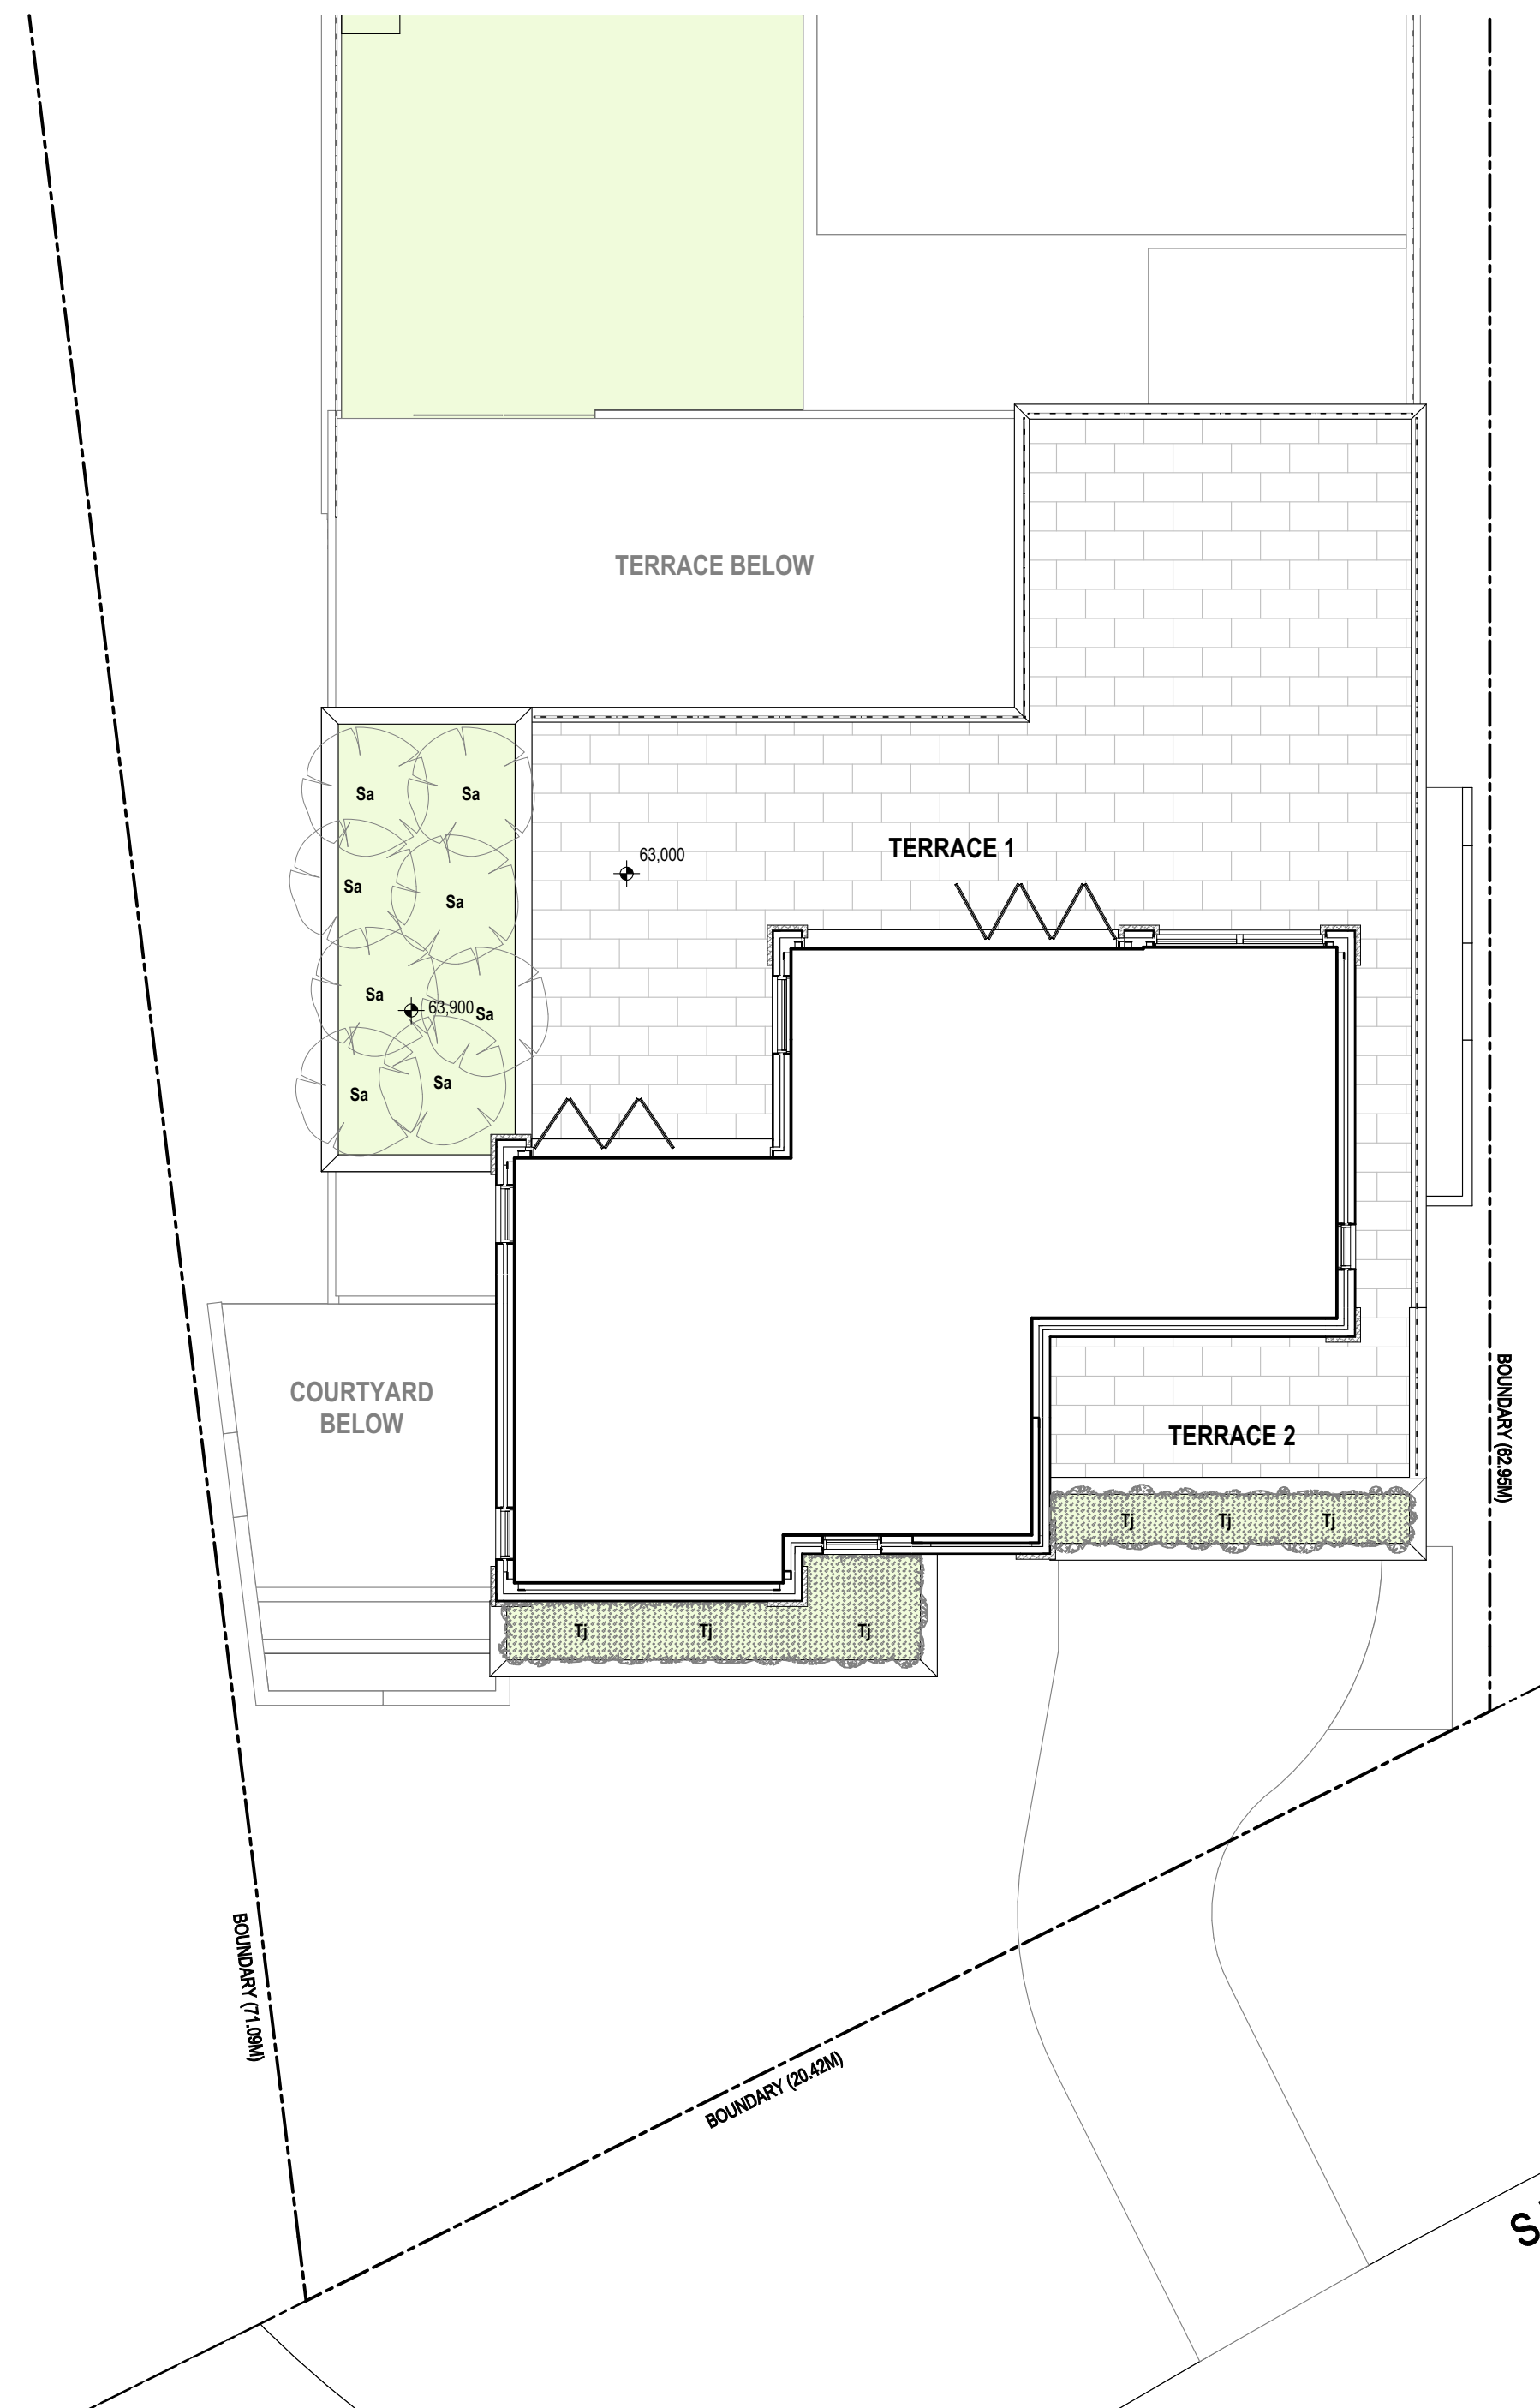 TERRACE BELOW
Sa
Sa
TERRACE 1
63,000
Sa
Sa
Sa
63,900
Sa
Sa
Sa
COURTYARD
BELOW
BOUNDARY (62.95M)
TERRACE 2
Tj
Tj
Tj
Tj
Tj
Tj
BOUNDARY (71.09M)
BOUNDARY (20.42M)
S